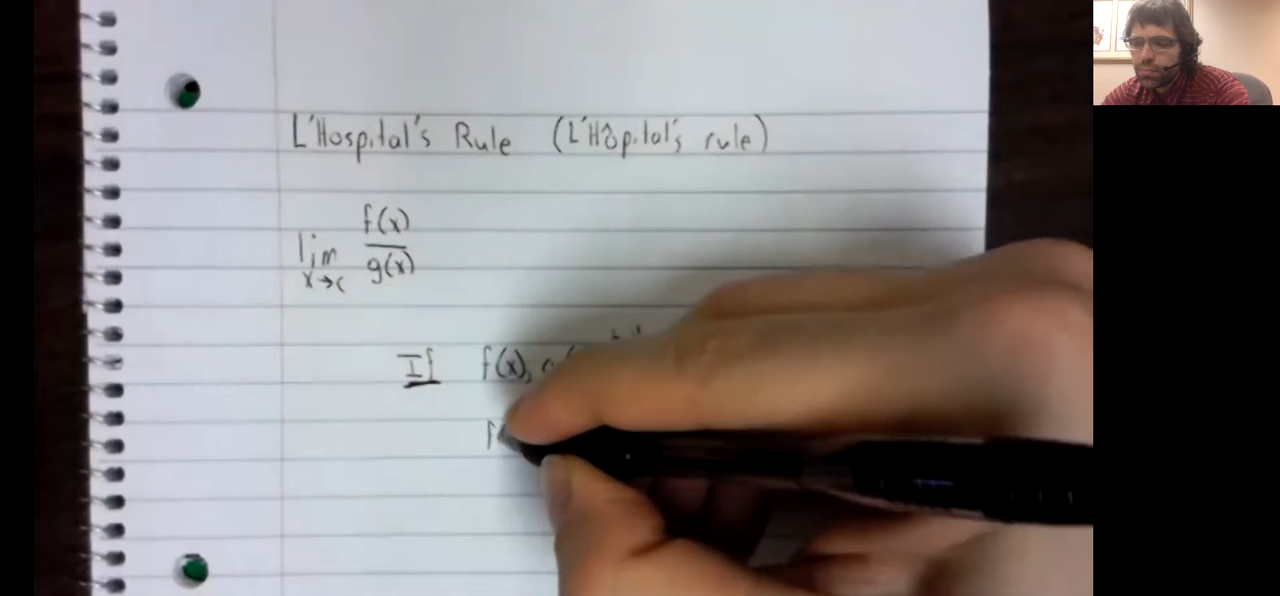 L'Hospital's Rule (L'Hôpital's rule)
lim x→c f(x)/g(x)
If f(x),